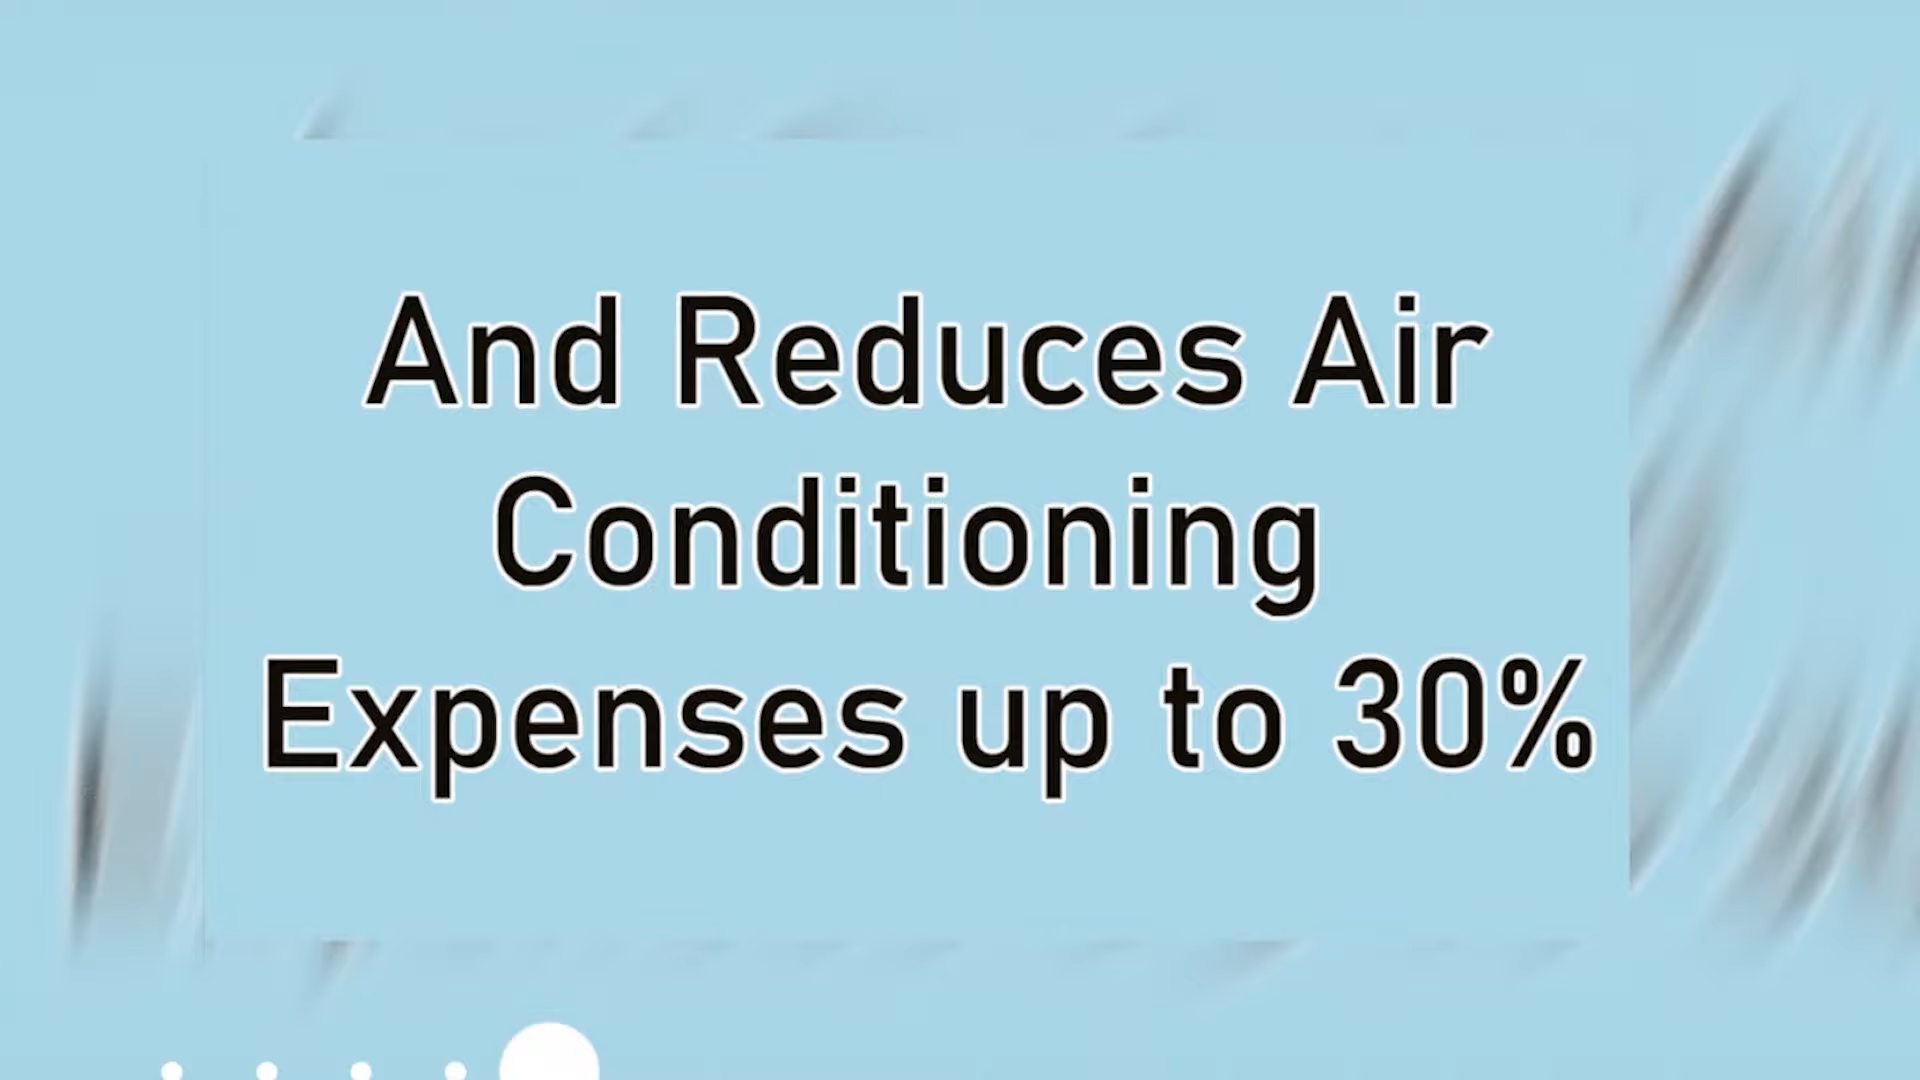 And Reduces Air
Conditioning
Expenses up to 30%